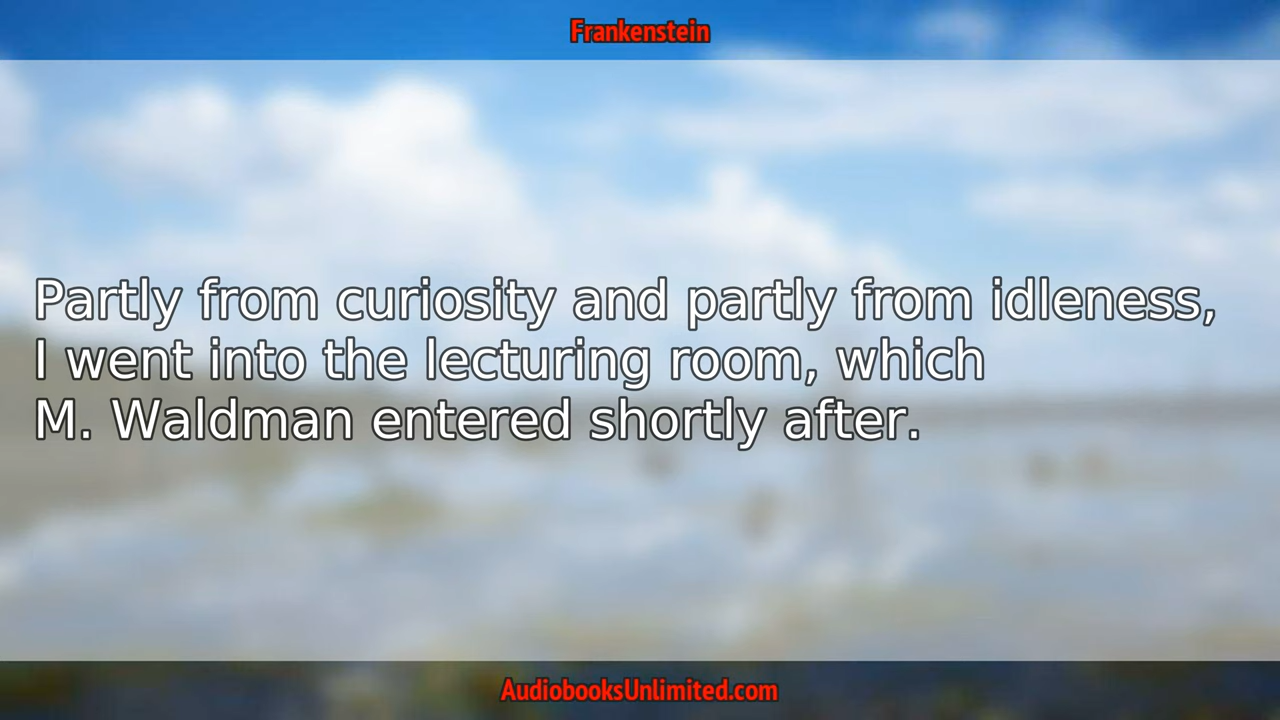 Frankenstein
Partly from curiosity and partly from idleness,
I went into the lecturing room, which
M. Waldman entered shortly after.
AudiobooksUnlimited.com